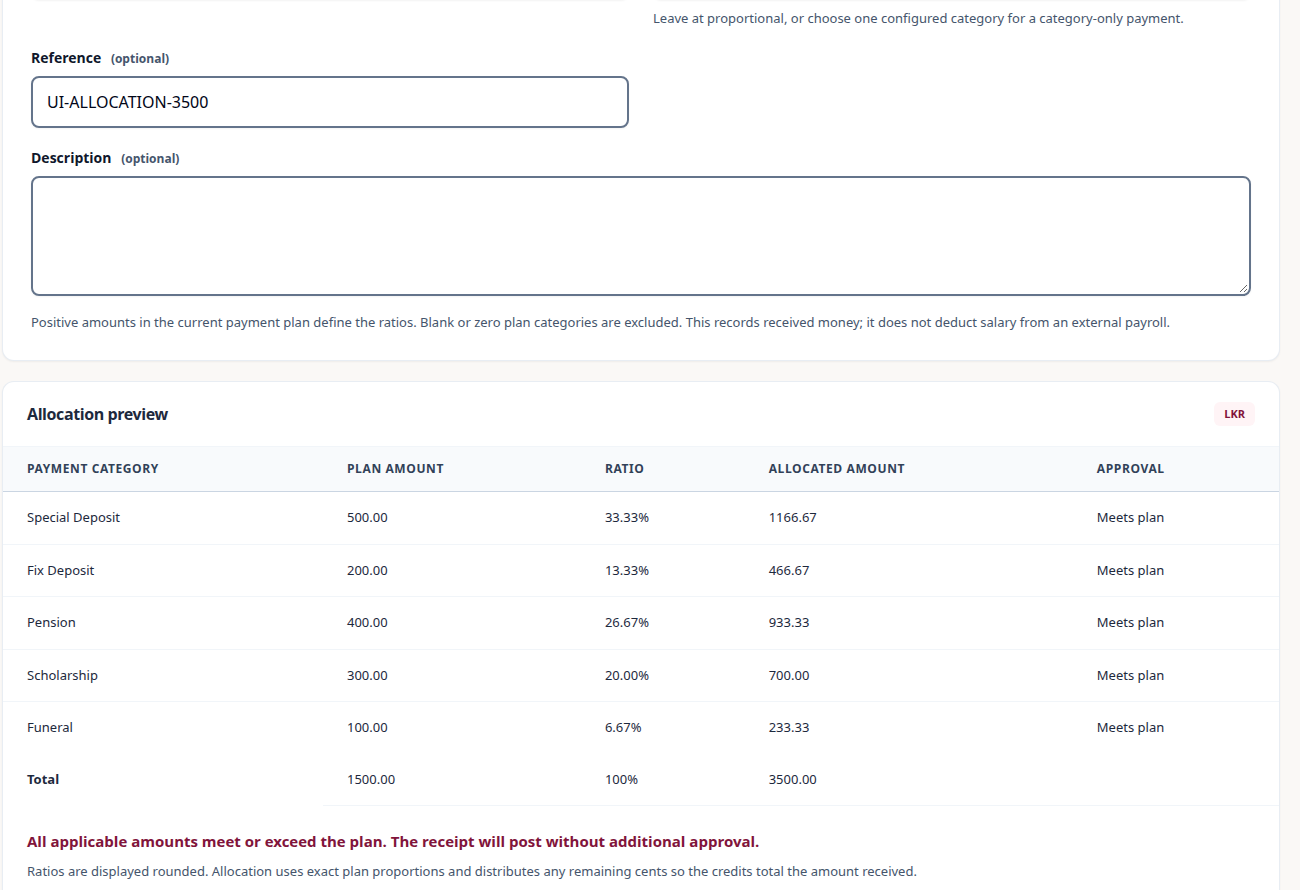 Leave at proportional, or choose one configured category for a category-only payment.
Reference (optional)
UI-ALLOCATION-3500
Description (optional)
Positive amounts in the current payment plan define the ratios. Blank or zero plan categories are excluded. This records received money; it does not deduct salary from an external payroll.
Allocation preview LKR
PAYMENT CATEGORY PLAN AMOUNT RATIO ALLOCATED AMOUNT APPROVAL
Special Deposit 500.00 33.33% 1166.67 Meets plan
Fix Deposit 200.00 13.33% 466.67 Meets plan
Pension 400.00 26.67% 933.33 Meets plan
Scholarship 300.00 20.00% 700.00 Meets plan
Funeral 100.00 6.67% 233.33 Meets plan
Total 1500.00 100% 3500.00
All applicable amounts meet or exceed the plan. The receipt will post without additional approval.
Ratios are displayed rounded. Allocation uses exact plan proportions and distributes any remaining cents so the credits total the amount received.